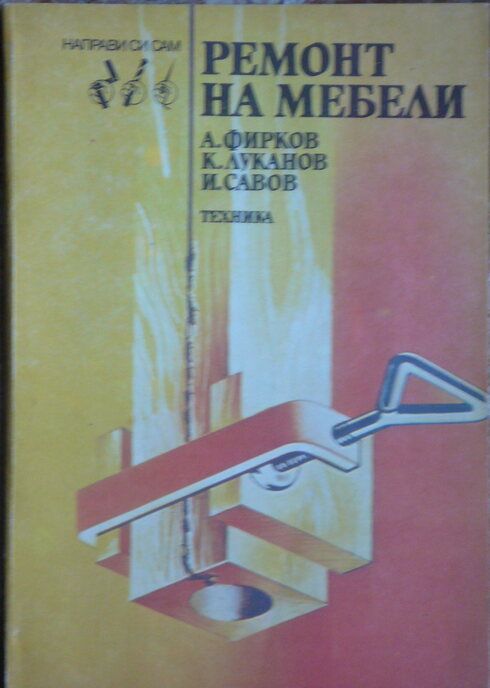 НАПРАВИ СИ САМ
РЕМОНТ
НА МЕБЕЛИ
А. ФИРКОВ
К. ЛУКАНОВ
И. САВОВ
ТЕХНИКА